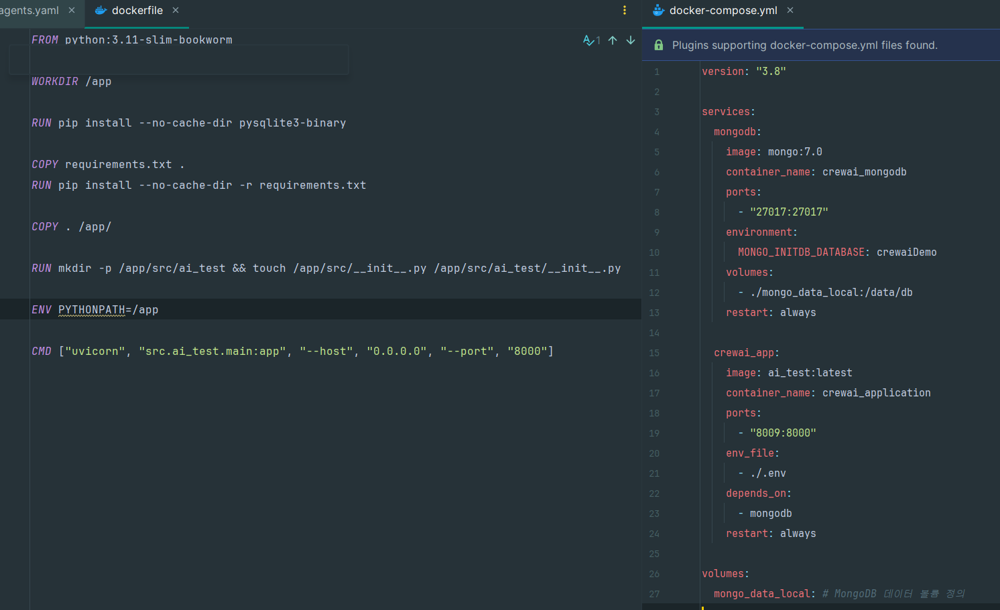 agents.yaml
dockerfile
FROM python:3.11-slim-bookworm
1
WORKDIR /app
RUN pip install --no-cache-dir pysqlite3-binary
COPY requirements.txt .
RUN pip install --no-cache-dir -r requirements.txt
COPY . /app/
RUN mkdir -p /app/src/ai_test && touch /app/src/__init__.py /app/src/ai_test/__init__.py
ENV PYTHONPATH=/app
CMD ["uvicorn", "src.ai_test.main:app", "--host", "0.0.0.0", "--port", "8000"]
docker-compose.yml
Plugins supporting docker-compose.yml files found.
1 version: "3.8"
2
3 services:
4 mongodb:
5 image: mongo:7.0
6 container_name: crewai_mongodb
7 ports:
8 - "27017:27017"
9 environment:
10 MONGO_INITDB_DATABASE: crewaiDemo
11 volumes:
12 - ./mongo_data_local:/data/db
13 restart: always
14
15 crewai_app:
16 image: ai_test:latest
17 container_name: crewai_application
18 ports:
19 - "8009:8000"
20 env_file:
21 - ./.env
22 depends_on:
23 - mongodb
24 restart: always
25
26 volumes:
27 mongo_data_local: # MongoDB 데이터 볼륨 정의